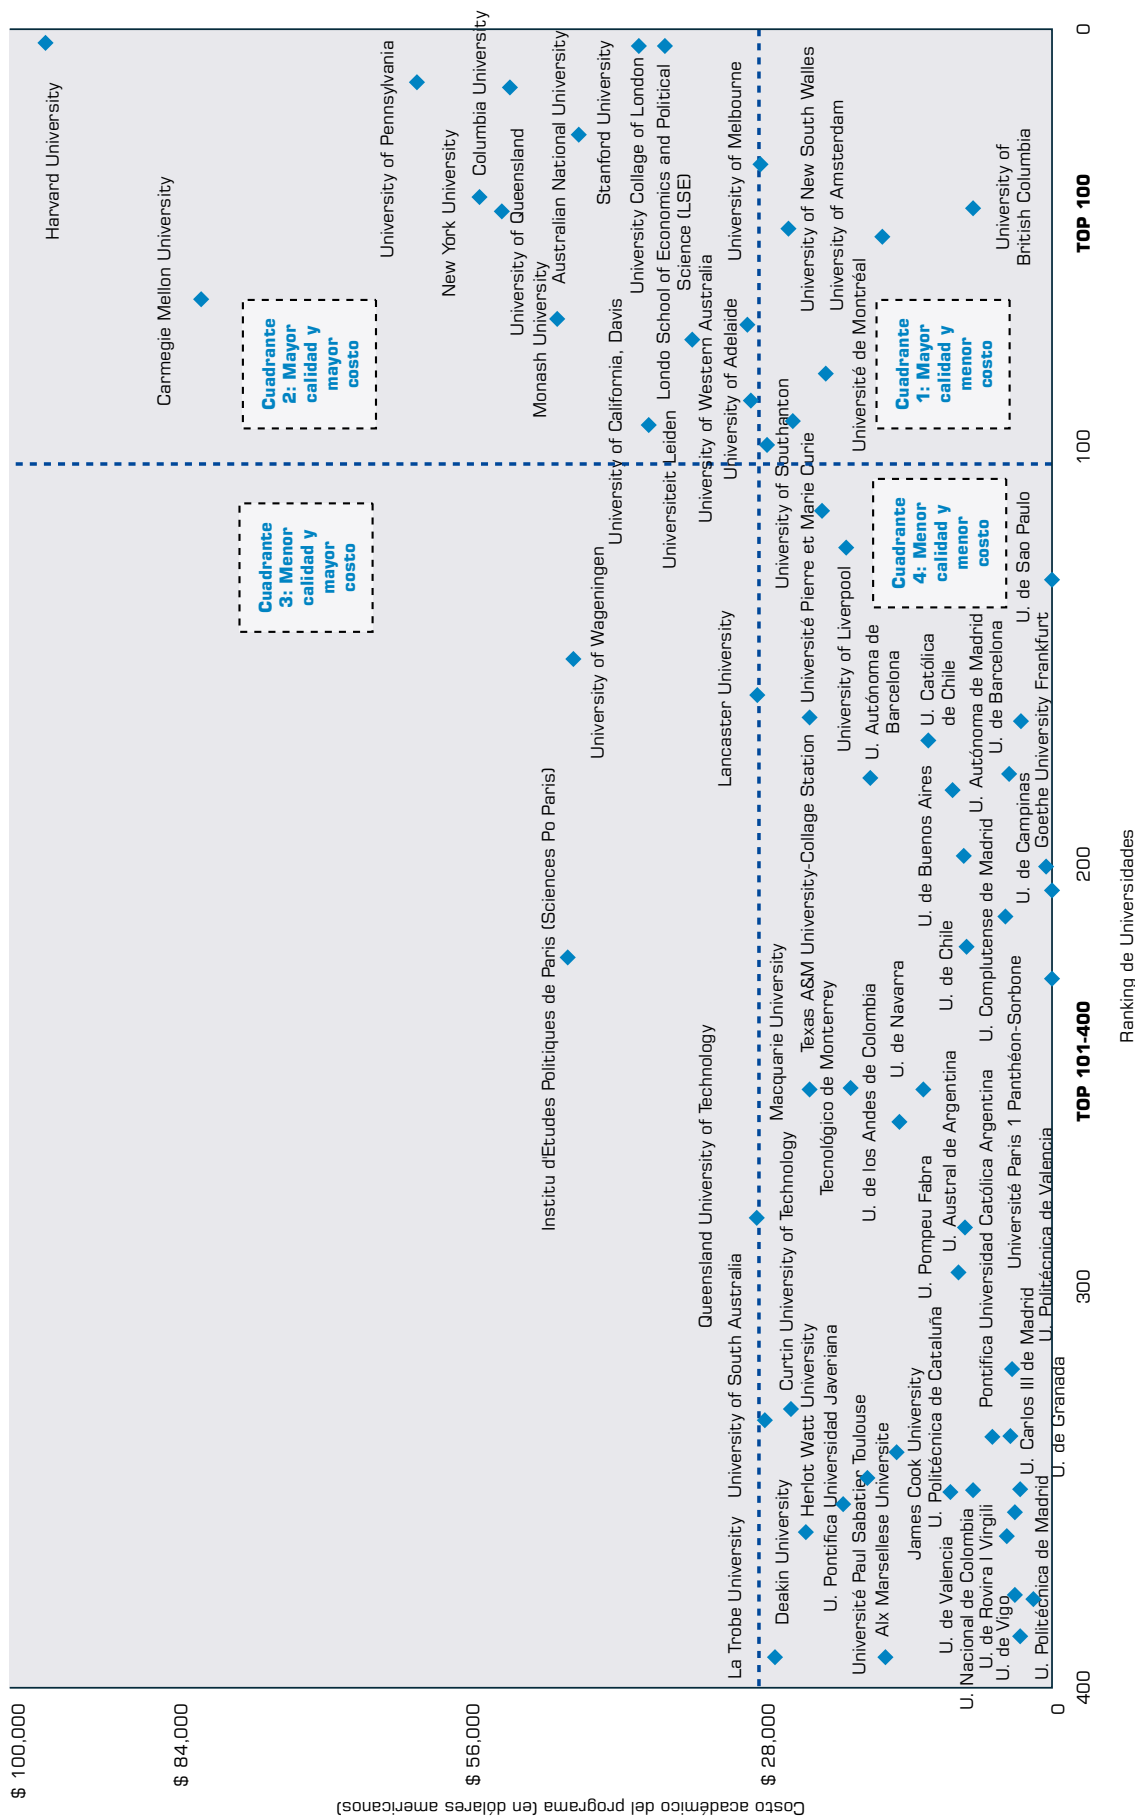 Costo académico del programa (en dólares americanos)
$ 100,000
$ 84,000
$ 56,000
$ 28,000
0
400
300
200
100
0
TOP 101-400
TOP 100
Ranking de Universidades
Cuadrante
3: Menor
calidad y
mayor
costo
Cuadrante
2: Mayor
calidad y
mayor
costo
Cuadrante
4: Menor
calidad y
menor
costo
Cuadrante
1: Mayor
calidad y
menor
costo
Harvard University
Carmegie Mellon University
University of Pennsylvania
New York University
Columbia University
University of Queensland
Monash University
Australian National University
Stanford University
University of California, Davis
University Collage of London
Universiteit Leiden
Londo School of Economics and Political
Science (LSE)
University of Western Australia
University of Adelaide
University of Melbourne
University of Southanton
University of New South Walles
Université Pierre et Marie Curie
University of Amsterdam
Université de Montréal
University of
British Columbia
University of Wageningen
Institu d'Etudes Politiques de Paris (Sciences Po Paris)
Lancaster University
Queensland University of Technology
University of South Australia
La Trobe University
Macquarie University
Texas A&M University-Collage Station
University of Liverpool
U. Autónoma de
Barcelona
Tecnológico de Monterrey
U. de los Andes de Colombia
U. de Navarra
U. de Buenos Aires
U. Católica
de Chile
U. de Chile
U. Autónoma de Madrid
U. de Barcelona
U. Complutense de Madrid
U. de Sao Paulo
U. de Campinas
Goethe University Frankfurt
Curtin University of Technology
Deakin University
Herlot Watt University
U. Pontifica Universidad Javeriana
Université Paul Sabatier Toulouse
Aix Marsellese Universite
James Cook University
U. Pompeu Fabra
U. Politécnica de Cataluña
U. Austral de Argentina
Pontifica Universidad Católica Argentina
Université Paris 1 Panthéon-Sorbone
U. de Valencia
U. Nacional de Colombia
U. de Rovira I Virgili
U. de Vigo
U. Carlos III de Madrid
U. Politécnica de Valencia
U. Politécnica de Madrid
U. de Granada